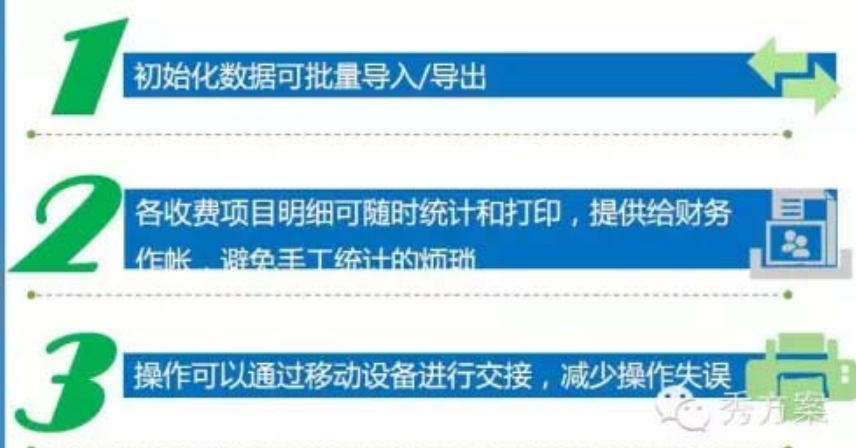 1
初始化数据可批量导入/导出
2
各收费项目明细可随时统计和打印，提供给财务
作帐，避免手工统计的烦琐
3
操作可以通过移动设备进行交接，减少操作失误
秀方案